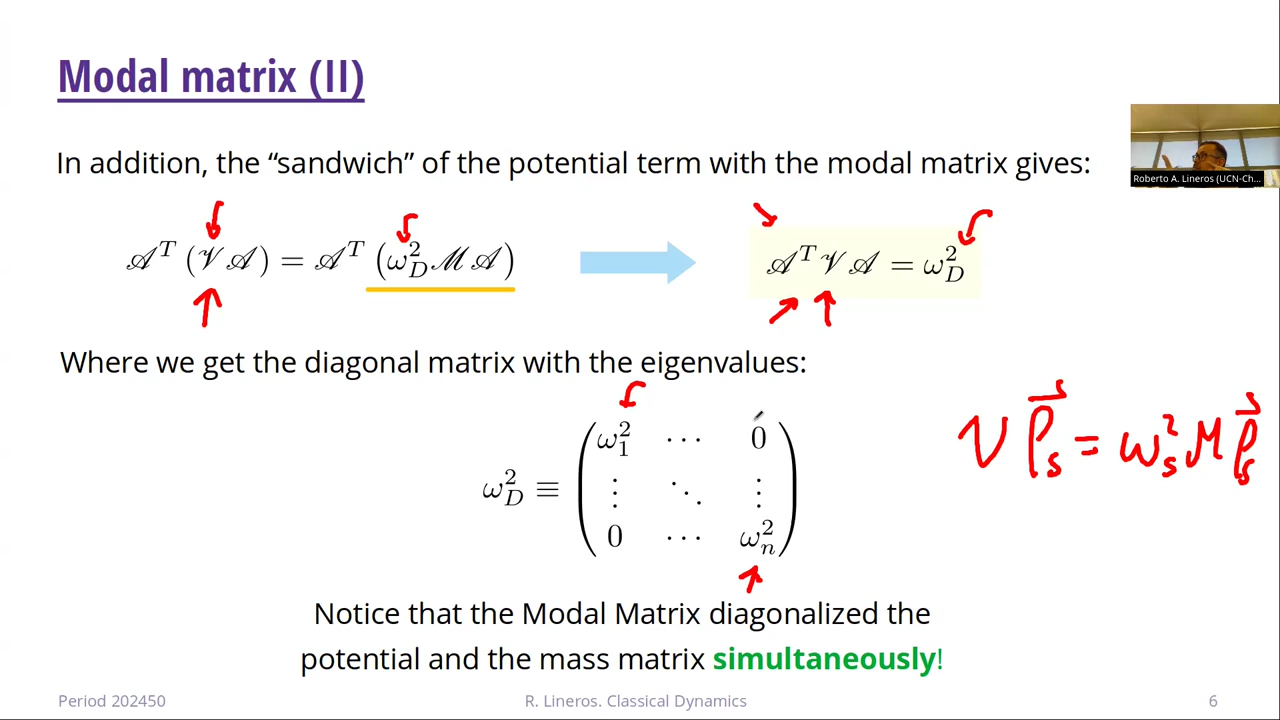 Modal matrix (II)
In addition, the “sandwich” of the potential term with the modal matrix gives:
Roberto A. Lineros (UCN-Ch...
𝒜^T (𝒱𝒜) = 𝒜^T (ω_D^2 ℳ𝒜)
𝒜^T 𝒱𝒜 = ω_D^2
Where we get the diagonal matrix with the eigenvalues:
𝒱 ρ⃗_s = ω_s^2 ℳ ρ⃗_s
ω_D^2 ≡ ( ω_1^2 ⋯ 0
⋮ ⋱ ⋮
0 ⋯ ω_n^2 )
Notice that the Modal Matrix diagonalized the
potential and the mass matrix simultaneously!
Period 202450
R. Lineros. Classical Dynamics
6